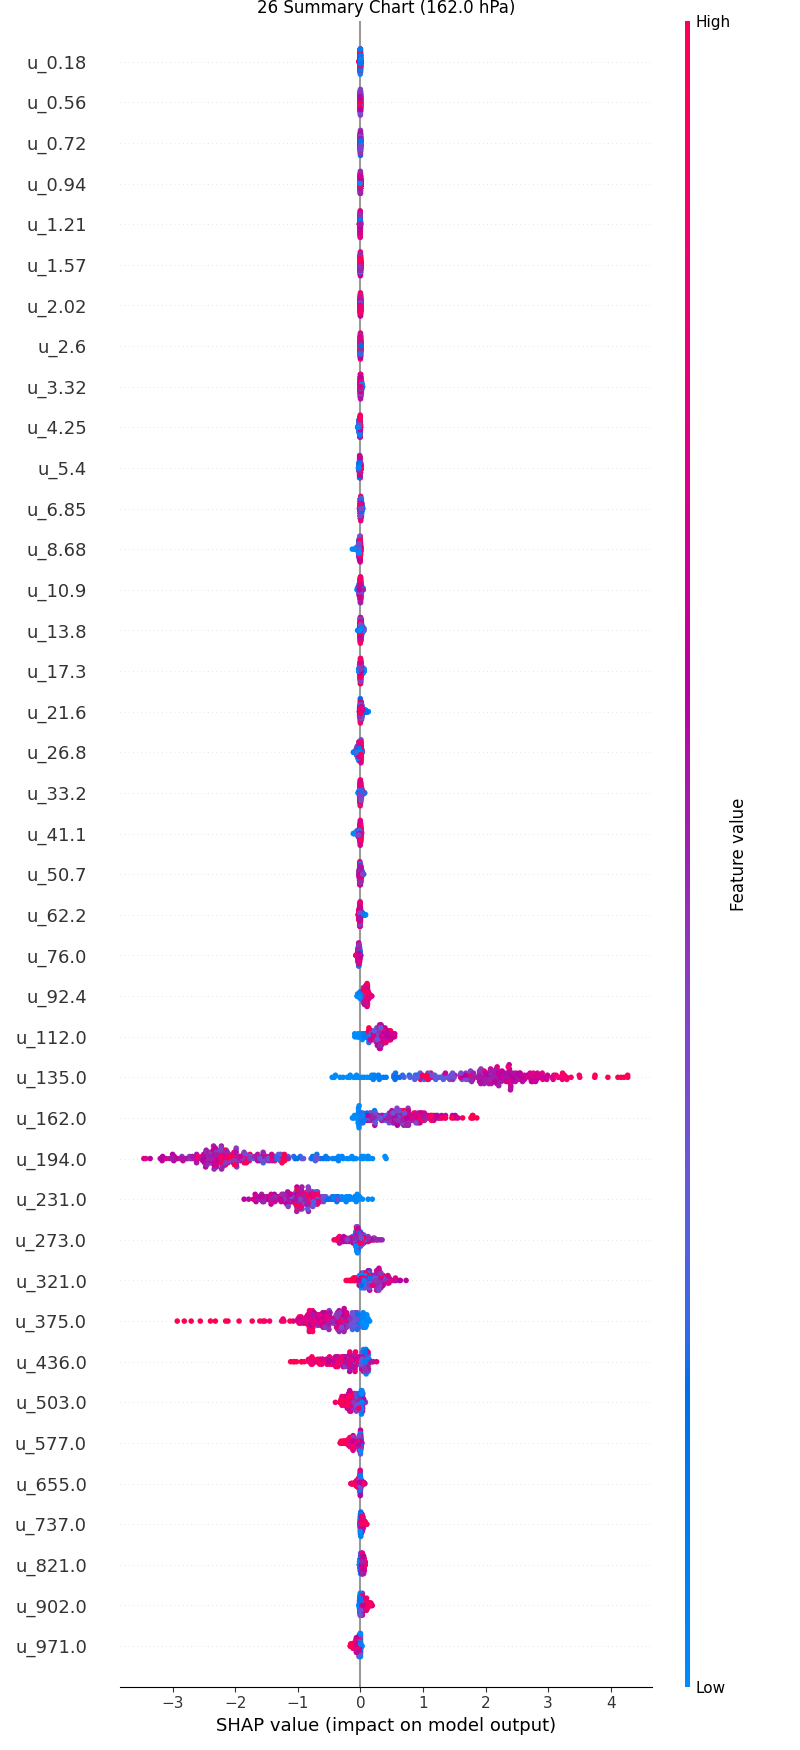 26 Summary Chart (162.0 hPa)
High
u_0.18
u_0.56
u_0.72
u_0.94
u_1.21
u_1.57
u_2.02
u_2.6
u_3.32
u_4.25
u_5.4
u_6.85
u_8.68
u_10.9
u_13.8
u_17.3
u_21.6
u_26.8
u_33.2
u_41.1
u_50.7
u_62.2
u_76.0
u_92.4
u_112.0
u_135.0
u_162.0
u_194.0
u_231.0
u_273.0
u_321.0
u_375.0
u_436.0
u_503.0
u_577.0
u_655.0
u_737.0
u_821.0
u_902.0
u_971.0
Feature value
Low
−3 −2 −1 0 1 2 3 4
SHAP value (impact on model output)